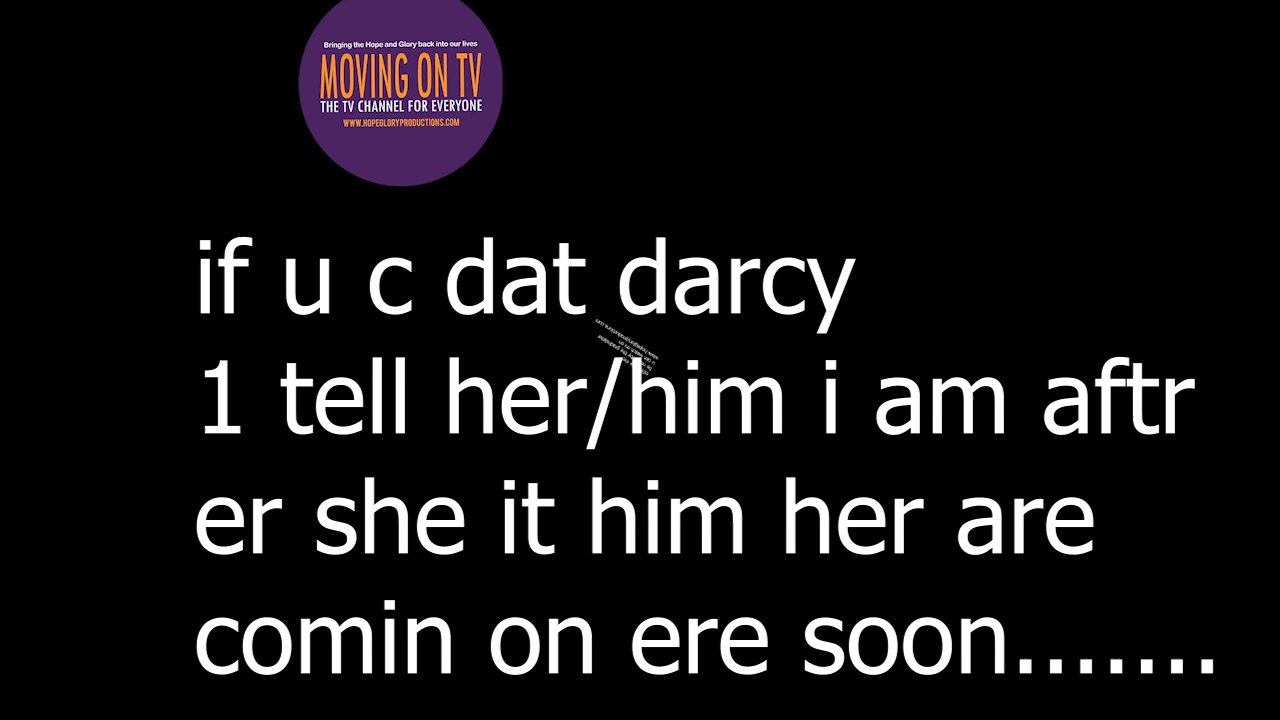 Bringing the Hope and Glory back into our lives
MOVING ON TV
THE TV CHANNEL FOR EVERYONE
WWW.HOPEGLORYPRODUCTIONS.COM
if u c dat darcy
1 tell her/him i am aftr
er she it him her are
comin on ere soon.......